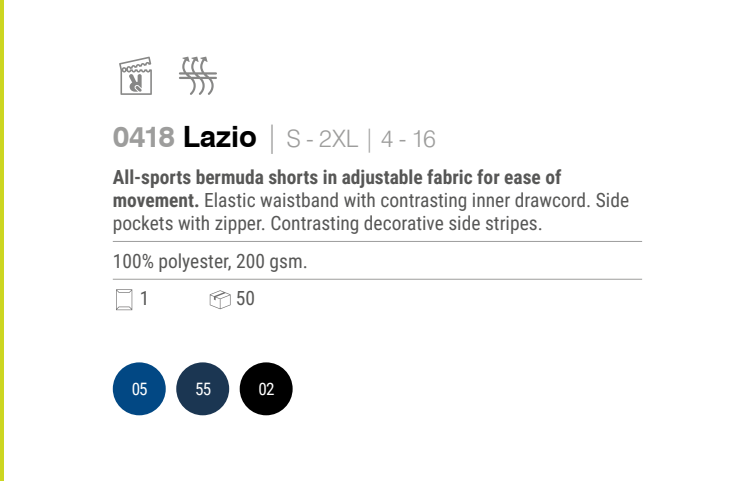 0418 Lazio | S - 2XL | 4 - 16
All-sports bermuda shorts in adjustable fabric for ease of
movement. Elastic waistband with contrasting inner drawcord. Side
pockets with zipper. Contrasting decorative side stripes.
100% polyester, 200 gsm.
1 50
05 55 02